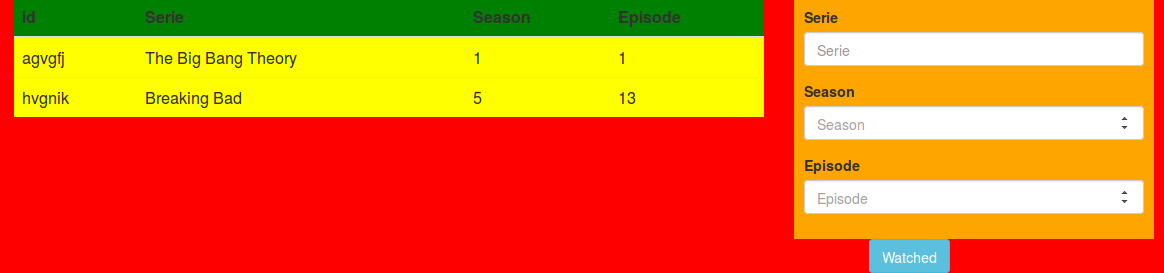 id Serie Season Episode
agvgfj The Big Bang Theory 1 1
hvgnik Breaking Bad 5 13
Serie
Serie
Season
Season
Episode
Episode
Watched